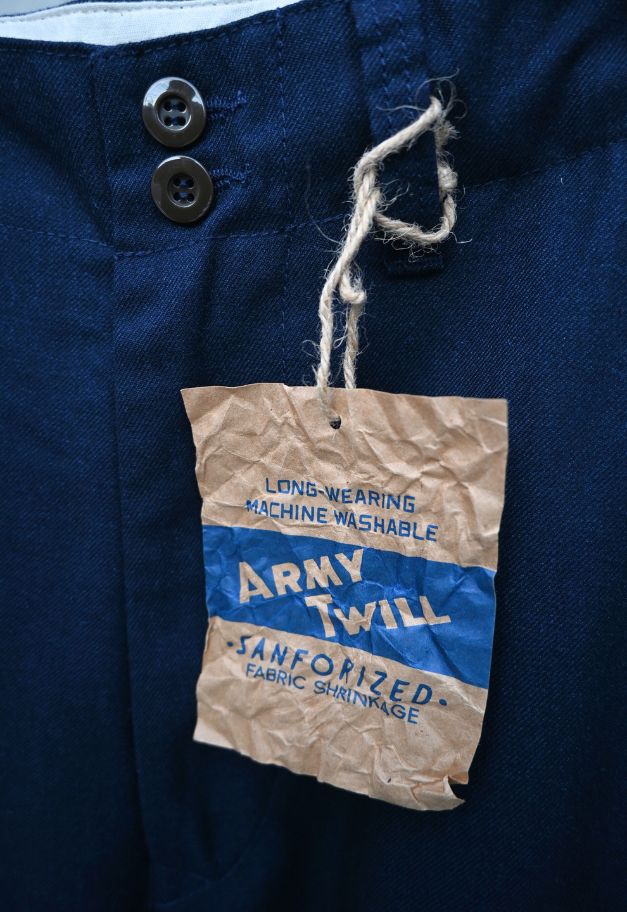 LONG-WEARING
MACHINE WASHABLE
ARMY
TWILL
·SANFORIZED·
FABRIC SHRINKAGE